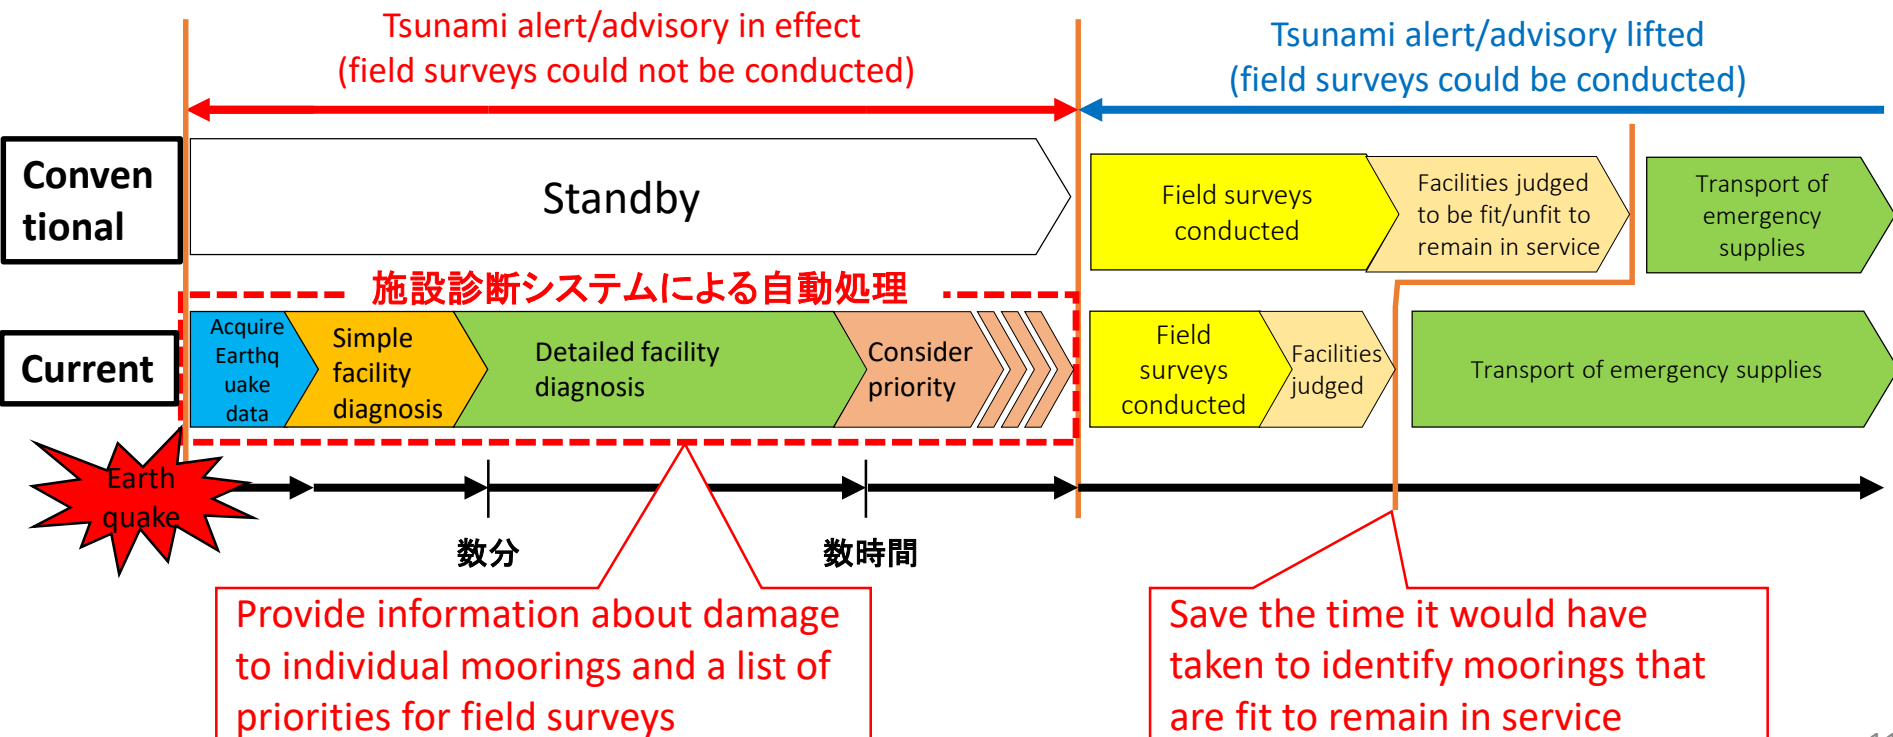 Tsunami alert/advisory in effect
(field surveys could not be conducted)
Tsunami alert/advisory lifted
(field surveys could be conducted)
Conven
tional
Standby
Field surveys
conducted
Facilities judged
to be fit/unfit to
remain in service
Transport of
emergency
supplies
施設診断システムによる自動処理
Current
Acquire
Earthq
uake
data
Simple
facility
diagnosis
Detailed facility
diagnosis
Consider
priority
Field
surveys
conducted
Facilities
judged
Transport of emergency supplies
Earth
quake
数分
数時間
Provide information about damage
to individual moorings and a list of
priorities for field surveys
Save the time it would have
taken to identify moorings that
are fit to remain in service